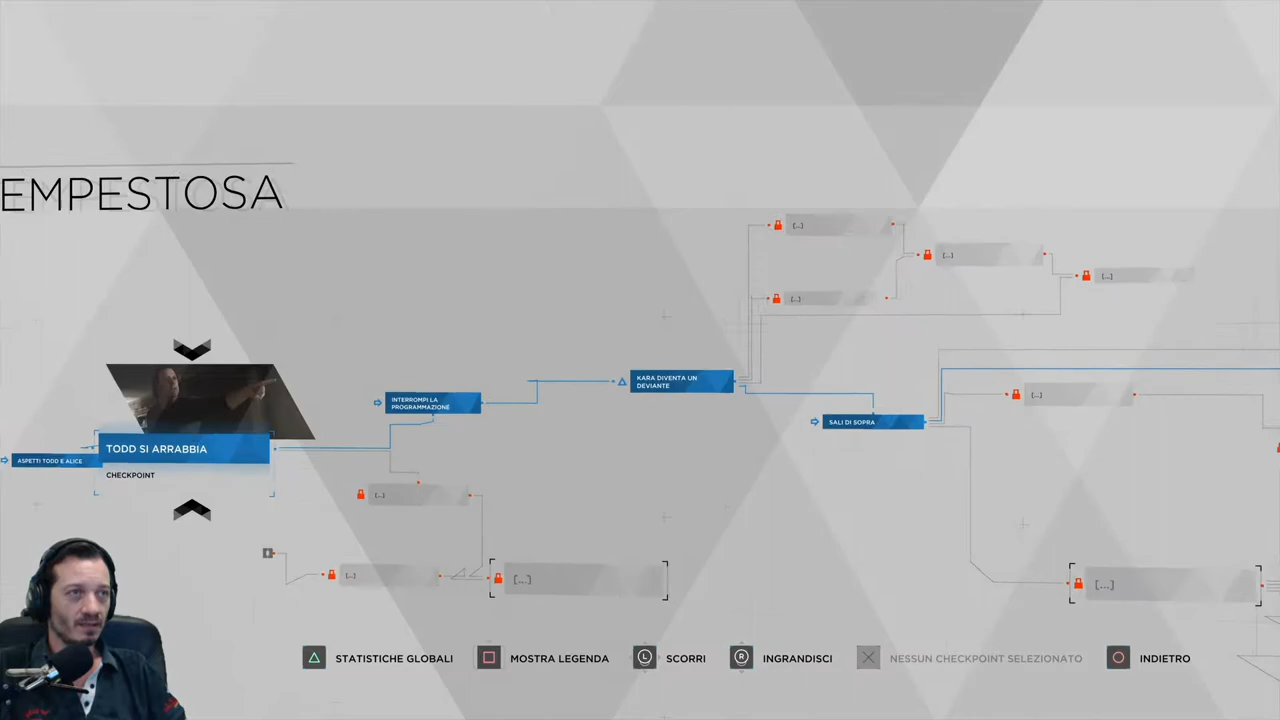 EMPESTOSA
[...]
[...]
[...]
[...]
KARA DIVENTA UN
DEVIANTE
INTERROMPI LA
PROGRAMMAZIONE
[...]
SALI DI SOPRA
TODD SI ARRABBIA
ASPETTI TODD E ALICE
CHECKPOINT
[...]
[...]
[...]
[...]
STATISTICHE GLOBALI
MOSTRA LEGENDA
L
SCORRI
R
INGRANDISCI
NESSUN CHECKPOINT SELEZIONATO
INDIETRO